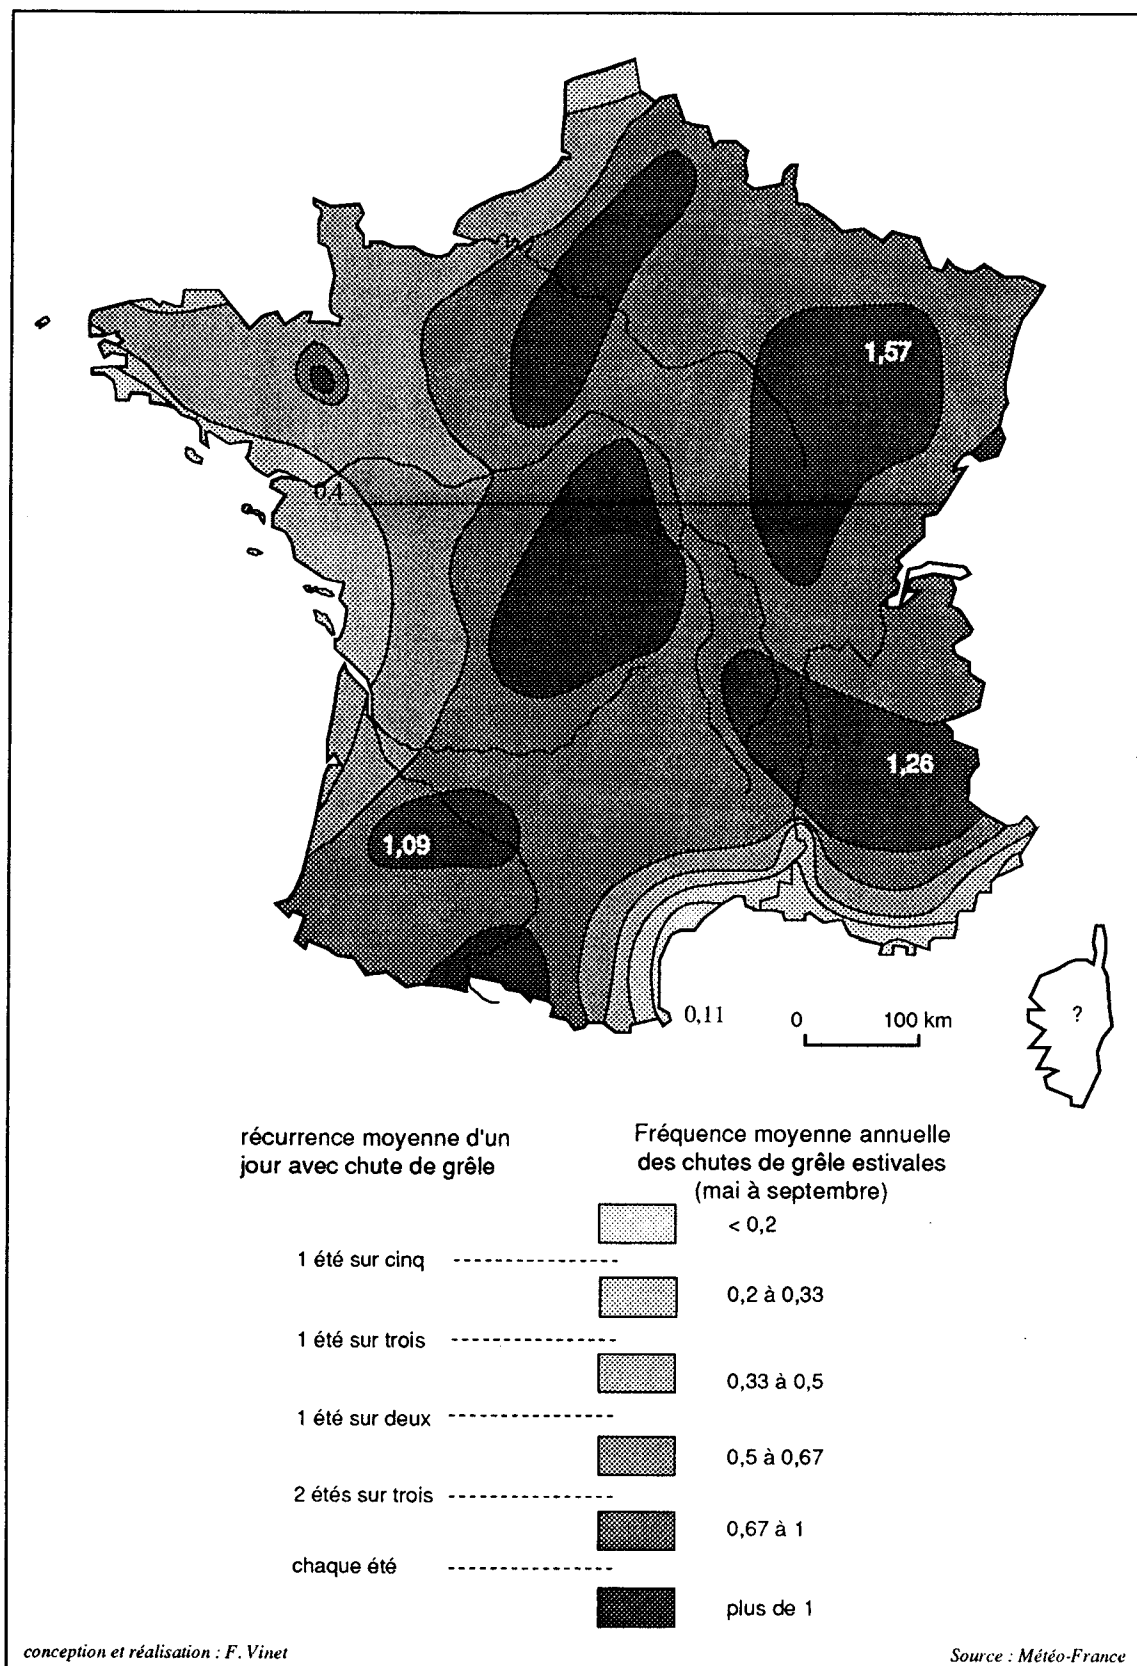 1,57
0,4
1,26
1,09
0,11
0 100 km
?
récurrence moyenne d'un
jour avec chute de grêle
Fréquence moyenne annuelle
des chutes de grêle estivales
(mai à septembre)
< 0,2
1 été sur cinq
0,2 à 0,33
1 été sur trois
0,33 à 0,5
1 été sur deux
0,5 à 0,67
2 étés sur trois
0,67 à 1
chaque été
plus de 1
conception et réalisation : F. Vinet
Source : Météo-France